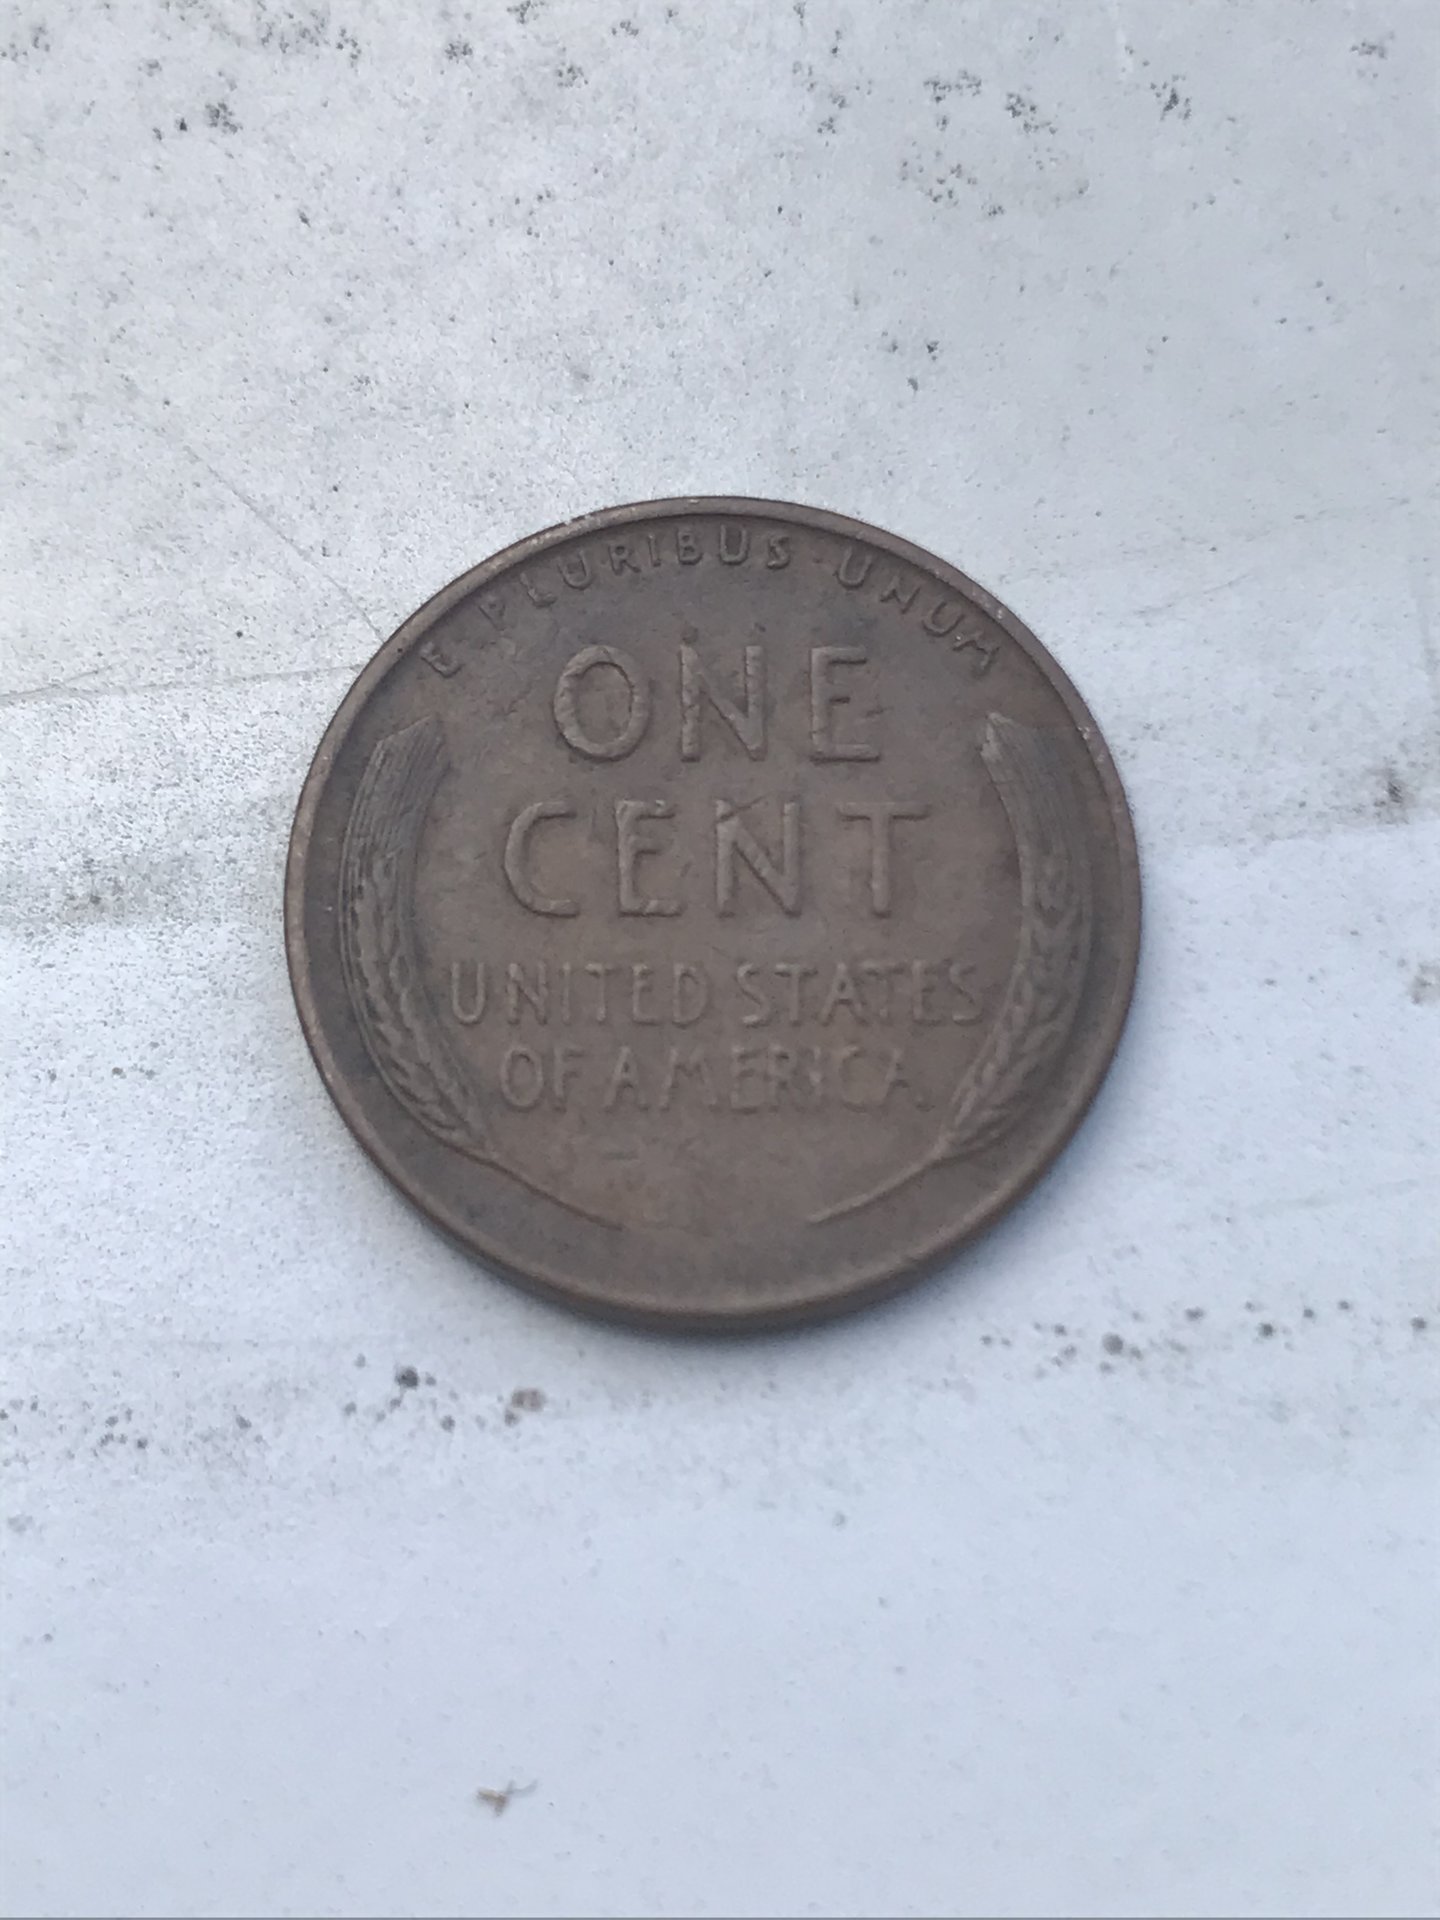 E PLURIBUS UNUM
ONE
CENT
UNITED STATES
OF AMERICA